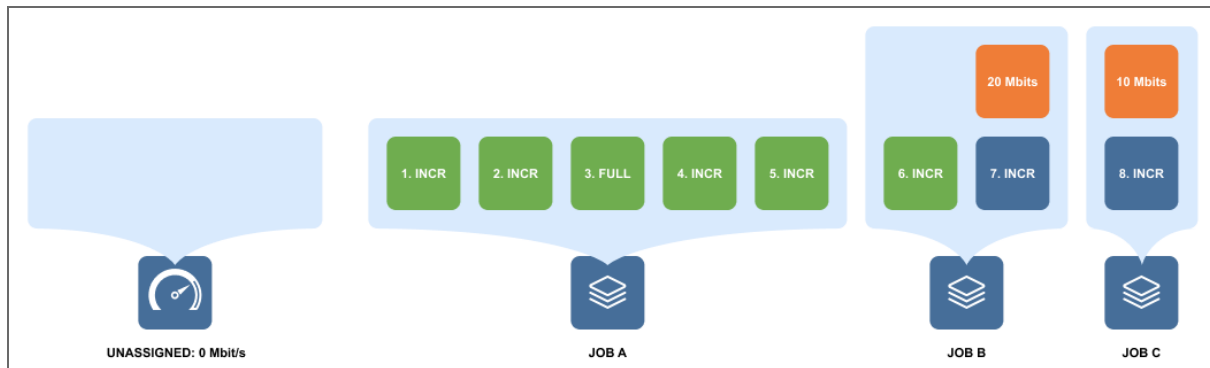 20 Mbits
10 Mbits
1. INCR
2. INCR
3. FULL
4. INCR
5. INCR
6. INCR
7. INCR
8. INCR
UNASSIGNED: 0 Mbit/s
JOB A
JOB B
JOB C